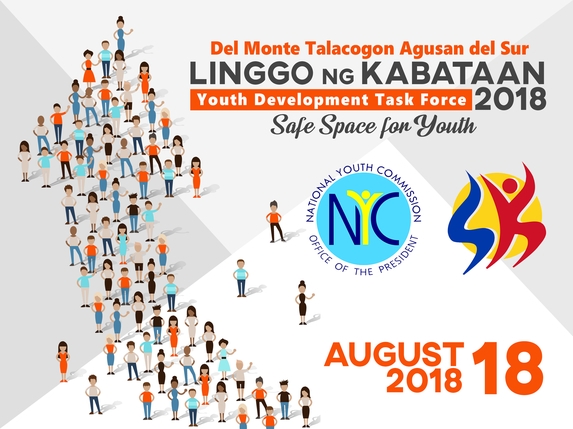 Del Monte Talacogon Agusan del Sur
LINGGO NG KABATAAN
Youth Development Task Force 2018
Safe Space for Youth
NATIONAL YOUTH COMMISSION
NYC
OFFICE OF THE PRESIDENT
SK
AUGUST 18
2018